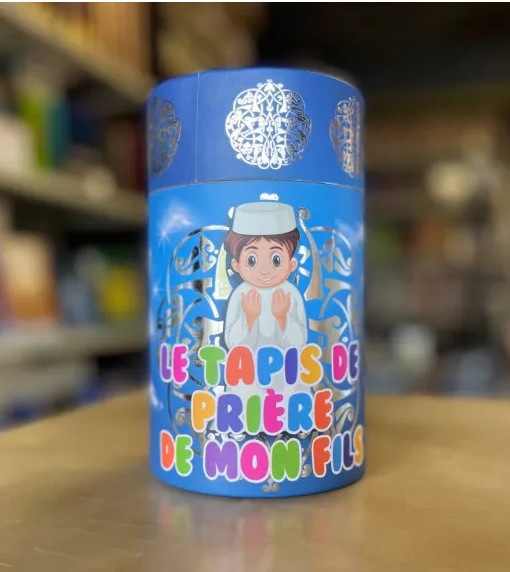 LE TAPIS DE
PRIÈRE
DE MON FILS